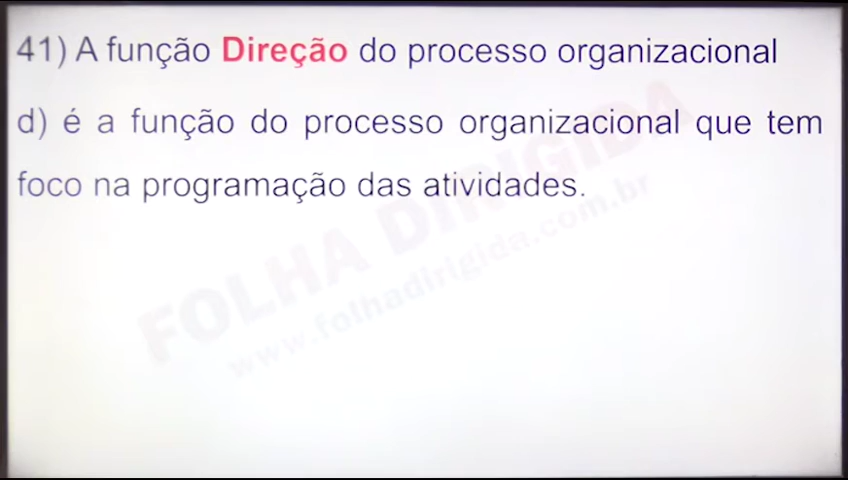 41) A função Direção do processo organizacional
d) é a função do processo organizacional que tem
foco na programação das atividades.
FOLHA DIRIGIDA
www.folhadirigida.com.br